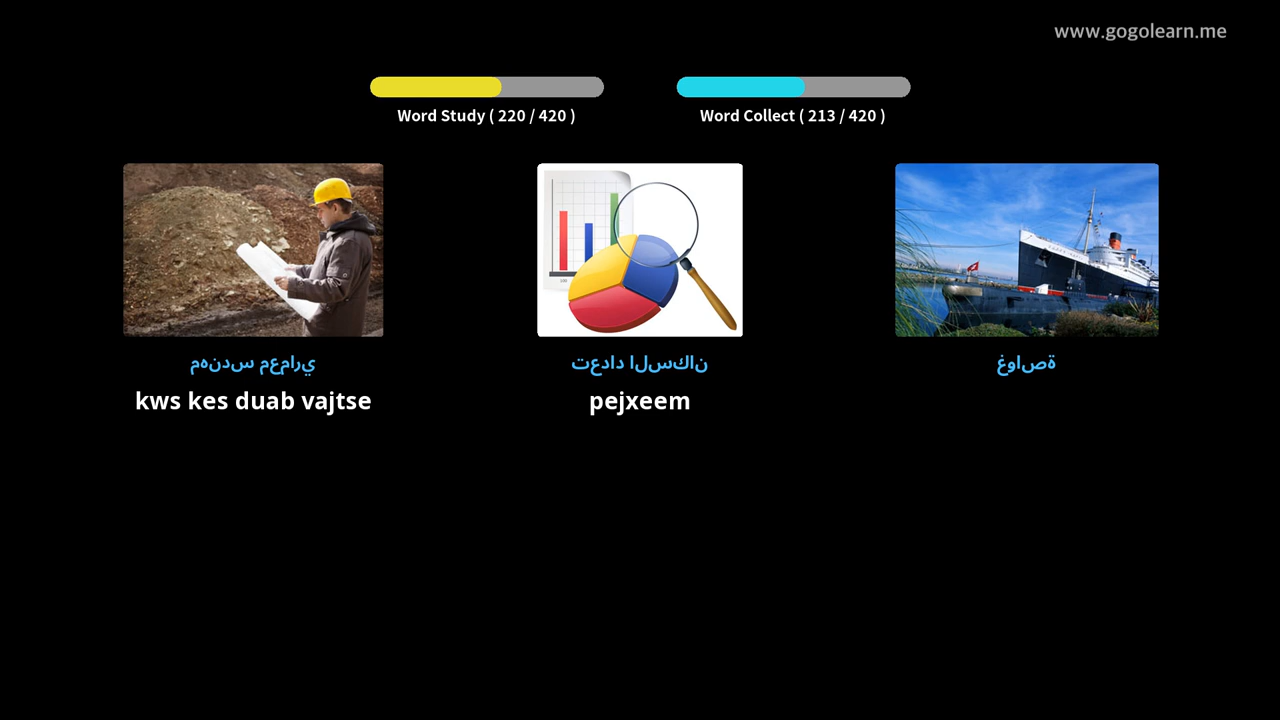 www.gogolearn.me
Word Study ( 220 / 420 )
Word Collect ( 213 / 420 )
مهندس معماري
تعداد السكان
غواصة
kws kes duab vajtse
pejxeem